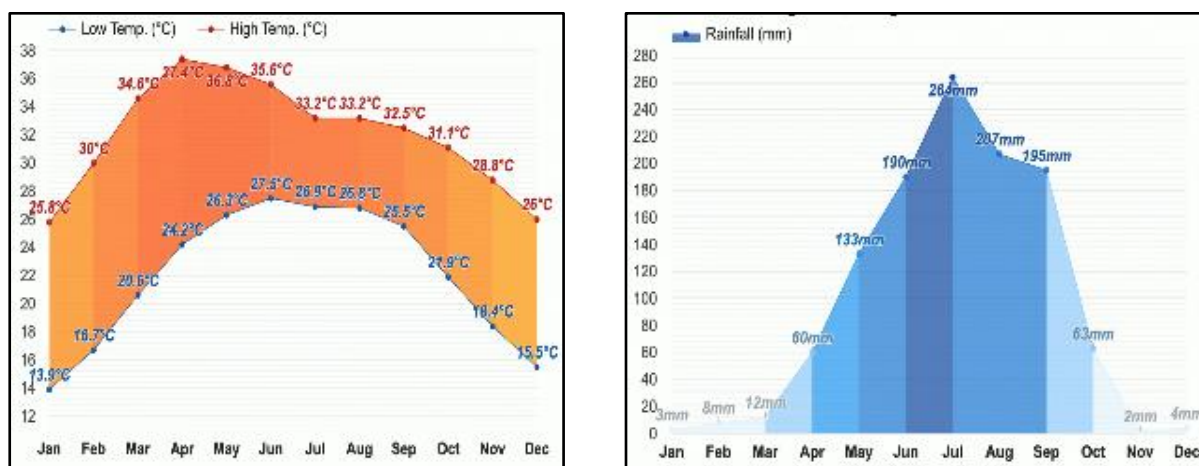 Low Temp. (°C) High Temp. (°C)
38
36
34
32
30
28
26
24
22
20
18
16
14
12
25.8°C
30°C
34.6°C
27.4°C
36.8°C
35.6°C
33.2°C
33.2°C
32.5°C
31.1°C
28.8°C
26°C
13.9°C
16.7°C
20.6°C
24.2°C
26.3°C
27.5°C
26.9°C
25.8°C
25.5°C
21.9°C
18.4°C
15.5°C
Jan Feb Mar Apr May Jun Jul Aug Sep Oct Nov Dec
Rainfall (mm)
280
260
240
220
200
180
160
140
120
100
80
60
40
20
0
3mm
8mm
12mm
60mm
133mm
190mm
264mm
207mm
195mm
63mm
2mm
4mm
Jan Feb Mar Apr May Jun Jul Aug Sep Oct Nov Dec